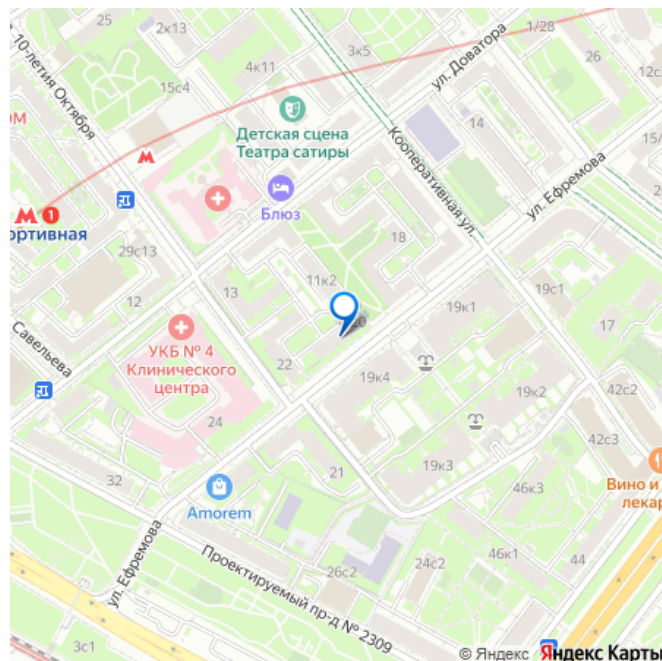 25
2к13
1/28
26
12с
15с4
4к11
3к5
ул. Доватора
10-летия Октября
Детская сцена
Театра сатиры
14
15/
Кооперативная ул.
ул. Ефремова
Блюз
1
ортивная
29с13
18
13
11к2
19с1
12
19к1
17
20
Савельева
УКБ № 4
Клинического
центра
22
19к4
19к2
42с2
24
42с3
19к3
21
32
46к3
Вино и
лекар
Amorem
ул. Ефремова
Проектируемый пр-д № 2309
26с2
24с2
46к1
44
3с1
© Яндекс Яндекс Карты